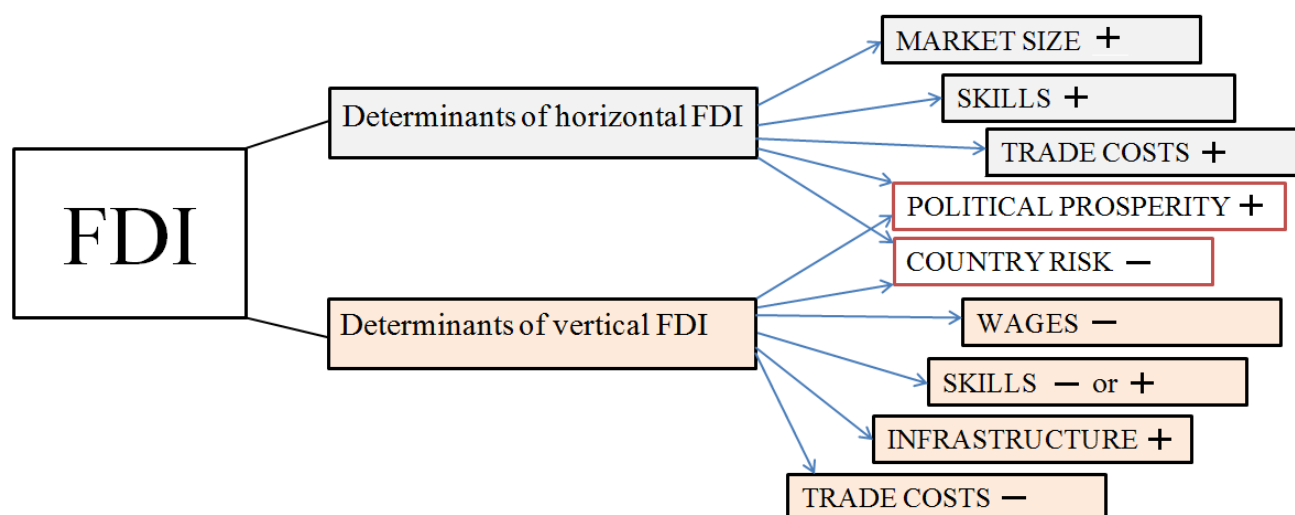 MARKET SIZE +
SKILLS +
Determinants of horizontal FDI
TRADE COSTS +
POLITICAL PROSPERITY +
FDI
COUNTRY RISK −
WAGES −
Determinants of vertical FDI
SKILLS − or +
INFRASTRUCTURE +
TRADE COSTS −